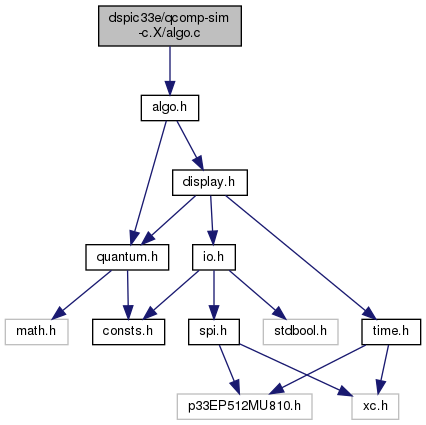 dspic33e/qcomp-sim
-c.X/algo.c
algo.h
display.h
quantum.h
io.h
math.h
consts.h
spi.h
stdbool.h
time.h
p33EP512MU810.h
xc.h